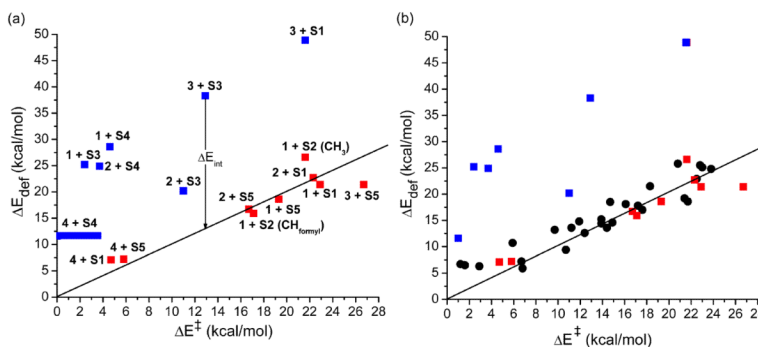 (a)
50
45
40
35
30
25
20
15
10
5
0
ΔE_def (kcal/mol)
3 + S1
3 + S3
1 + S4
1 + S3
2 + S4
ΔE_int
1 + S2 (CH₃)
2 + S3
2 + S1
2 + S5
1 + S1
3 + S5
1 + S5
1 + S2 (CH_formyl)
4 + S4
4 + S5
4 + S1
0 2 4 6 8 10 12 14 16 18 20 22 24 26 28
ΔE‡ (kcal/mol)
(b)
50
45
40
35
30
25
20
15
10
5
0
ΔE_def (kcal/mol)
0 2 4 6 8 10 12 14 16 18 20 22 24 26 28
ΔE‡ (kcal/mol)